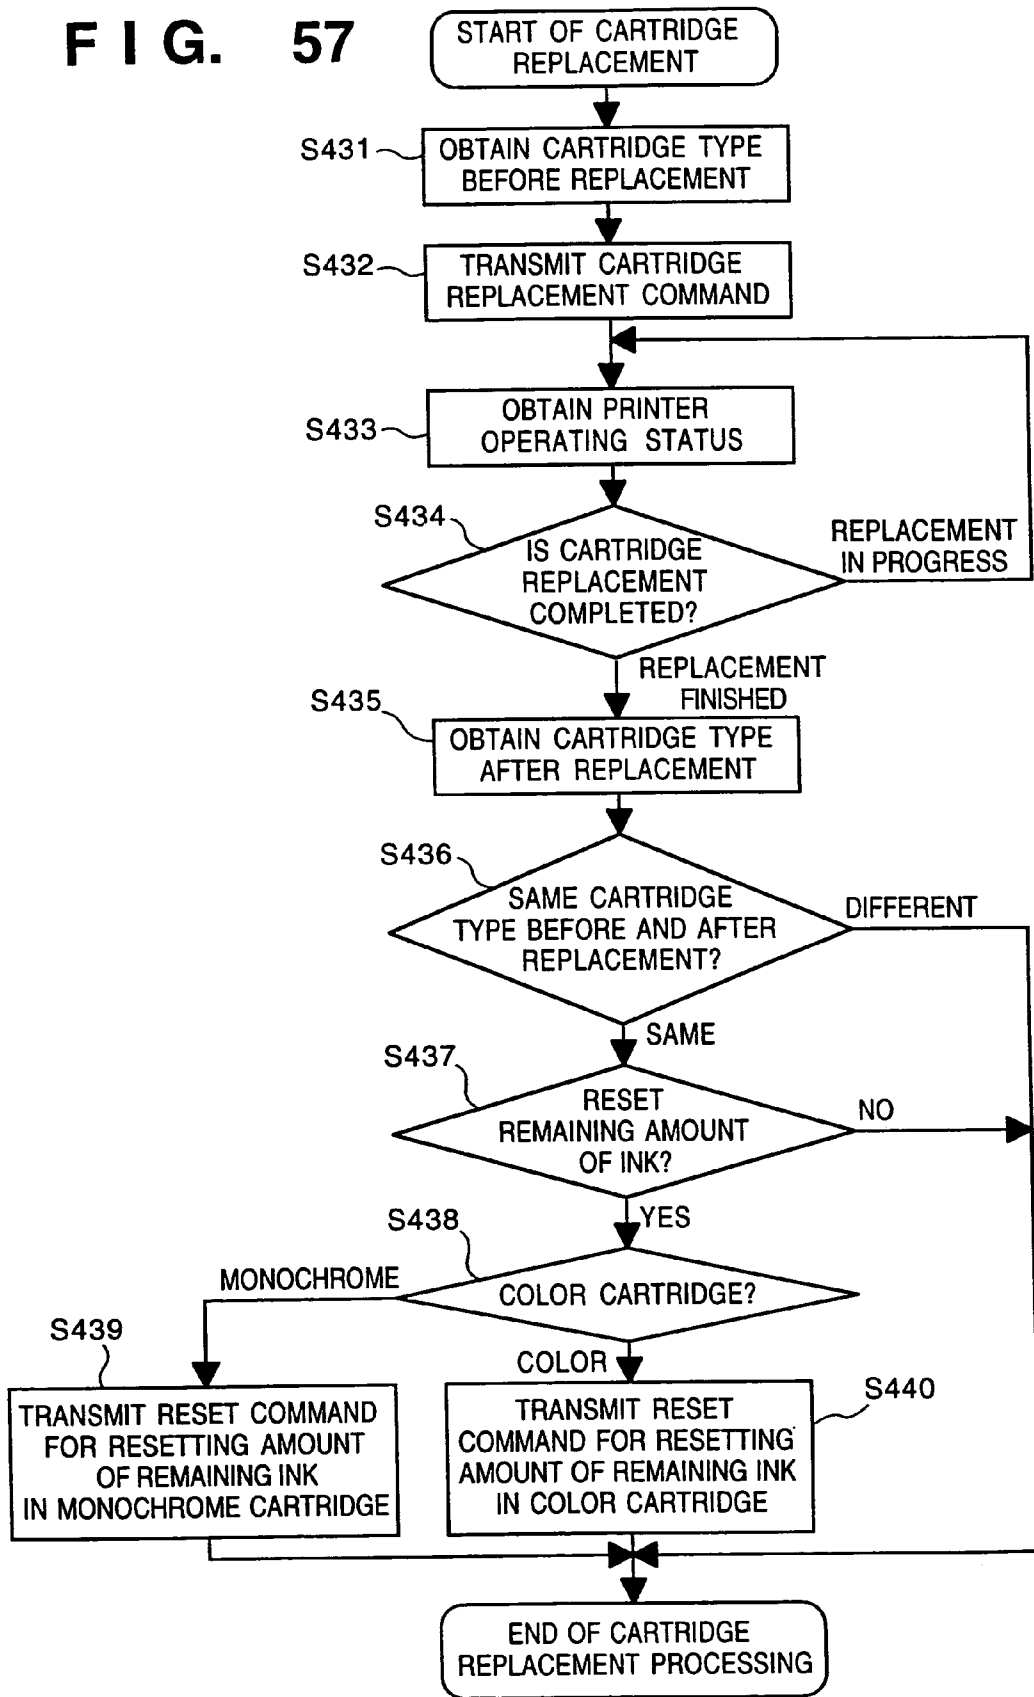 FIG. 57
START OF CARTRIDGE
REPLACEMENT
S431
OBTAIN CARTRIDGE TYPE
BEFORE REPLACEMENT
S432
TRANSMIT CARTRIDGE
REPLACEMENT COMMAND
S433
OBTAIN PRINTER
OPERATING STATUS
S434
IS CARTRIDGE
REPLACEMENT
COMPLETED?
REPLACEMENT
IN PROGRESS
REPLACEMENT
FINISHED
S435
OBTAIN CARTRIDGE TYPE
AFTER REPLACEMENT
S436
SAME CARTRIDGE
TYPE BEFORE AND AFTER
REPLACEMENT?
DIFFERENT
SAME
S437
RESET
REMAINING AMOUNT
OF INK?
NO
YES
S438
COLOR CARTRIDGE?
MONOCHROME
COLOR
S439
TRANSMIT RESET COMMAND
FOR RESETTING AMOUNT
OF REMAINING INK
IN MONOCHROME CARTRIDGE
S440
TRANSMIT RESET
COMMAND FOR RESETTING
AMOUNT OF REMAINING INK
IN COLOR CARTRIDGE
END OF CARTRIDGE
REPLACEMENT PROCESSING